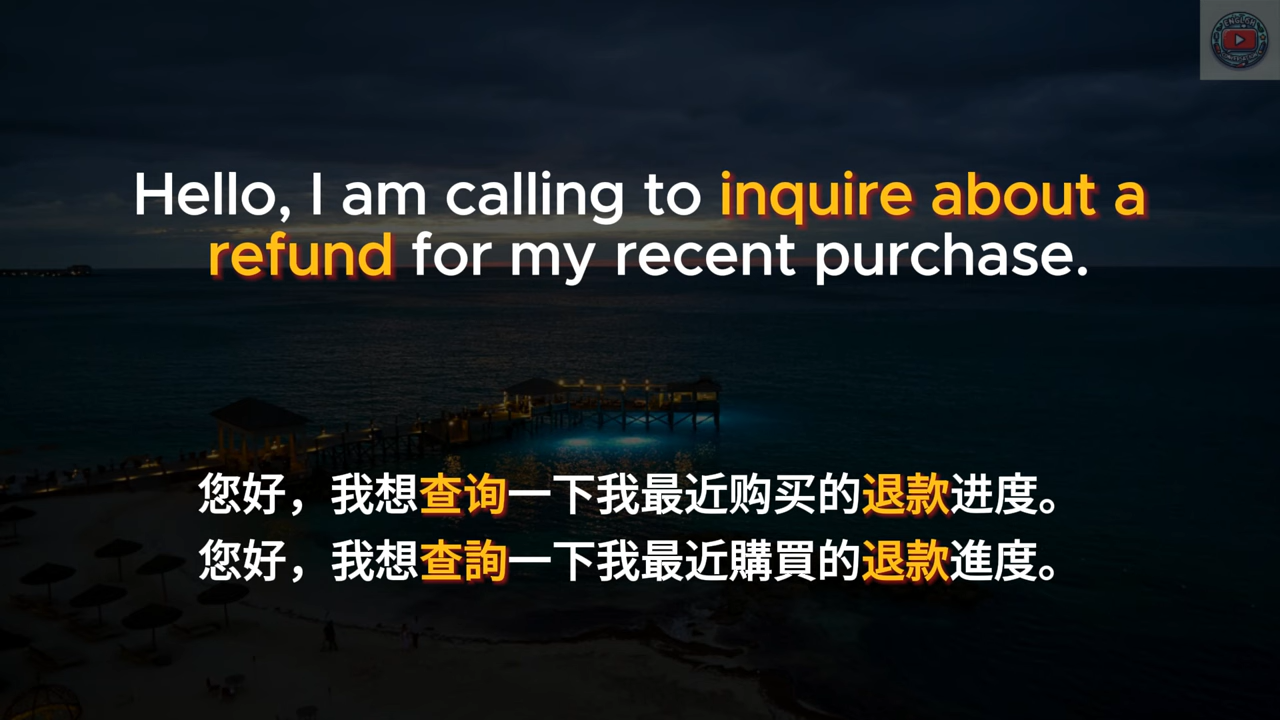 Hello, I am calling to inquire about a
refund for my recent purchase.
您好，我想查询一下我最近购买的退款进度。
您好，我想查詢一下我最近購買的退款進度。